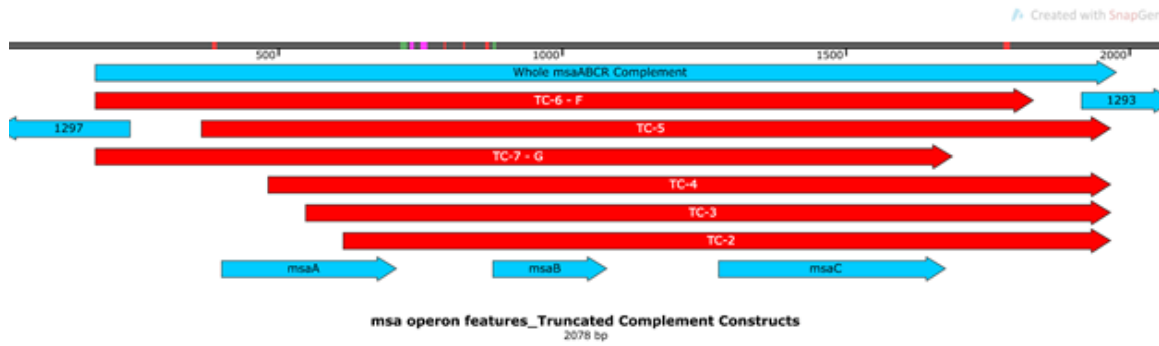 Created with SnapGen
500 1000 1500 2000
Whole msaABCR Complement
TC-6 - F 1293
1297 TC-5
TC-7 - G
TC-4
TC-3
TC-2
msaA msaB msaC
msa operon features_Truncated Complement Constructs
2078 bp